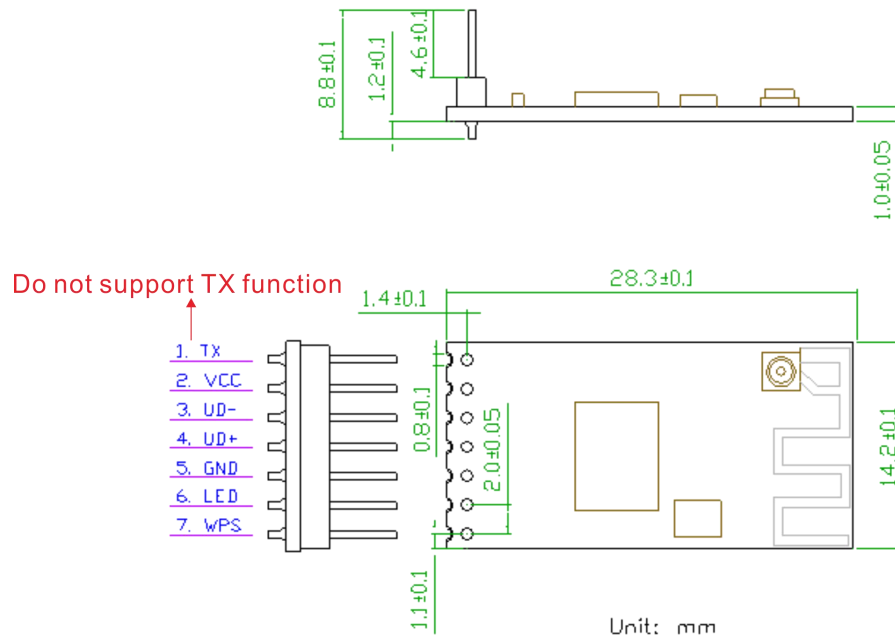 8.8±0.1
1.2±0.1
4.6±0.1
1.0±0.05
Do not support TX function
28.3±0.1
1.4±0.1
1. TX
2. VCC
3. UD-
4. UD+
5. GND
6. LED
7. WPS
0.8±0.1
2.0±0.05
14.2±0.1
1.1±0.1
Unit: mm